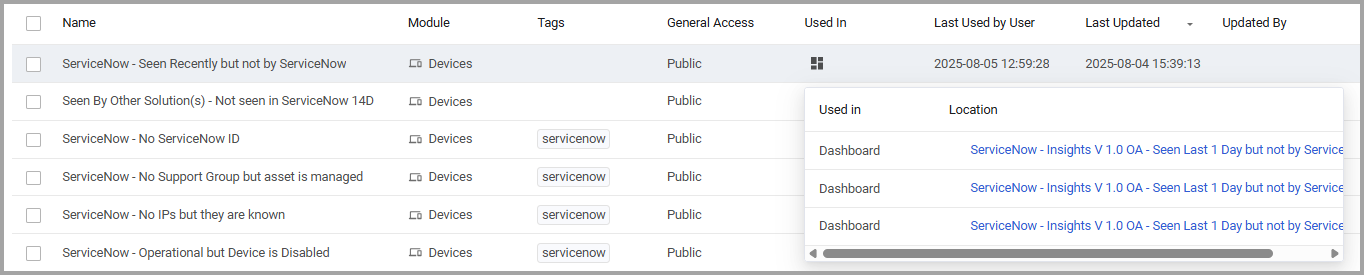 Name Module Tags General Access Used In Last Used by User Last Updated Updated By
ServiceNow - Seen Recently but not by ServiceNow Devices Public 2025-08-05 12:59:28 2025-08-04 15:39:13
Seen By Other Solution(s) - Not seen in ServiceNow 14D Devices Public
Used in Location
ServiceNow - No ServiceNow ID Devices servicenow Public
Dashboard ServiceNow - Insights V 1.0 OA - Seen Last 1 Day but not by Service
ServiceNow - No Support Group but asset is managed Devices servicenow Public
Dashboard ServiceNow - Insights V 1.0 OA - Seen Last 1 Day but not by Service
ServiceNow - No IPs but they are known Devices servicenow Public
Dashboard ServiceNow - Insights V 1.0 OA - Seen Last 1 Day but not by Service
ServiceNow - Operational but Device is Disabled Devices servicenow Public